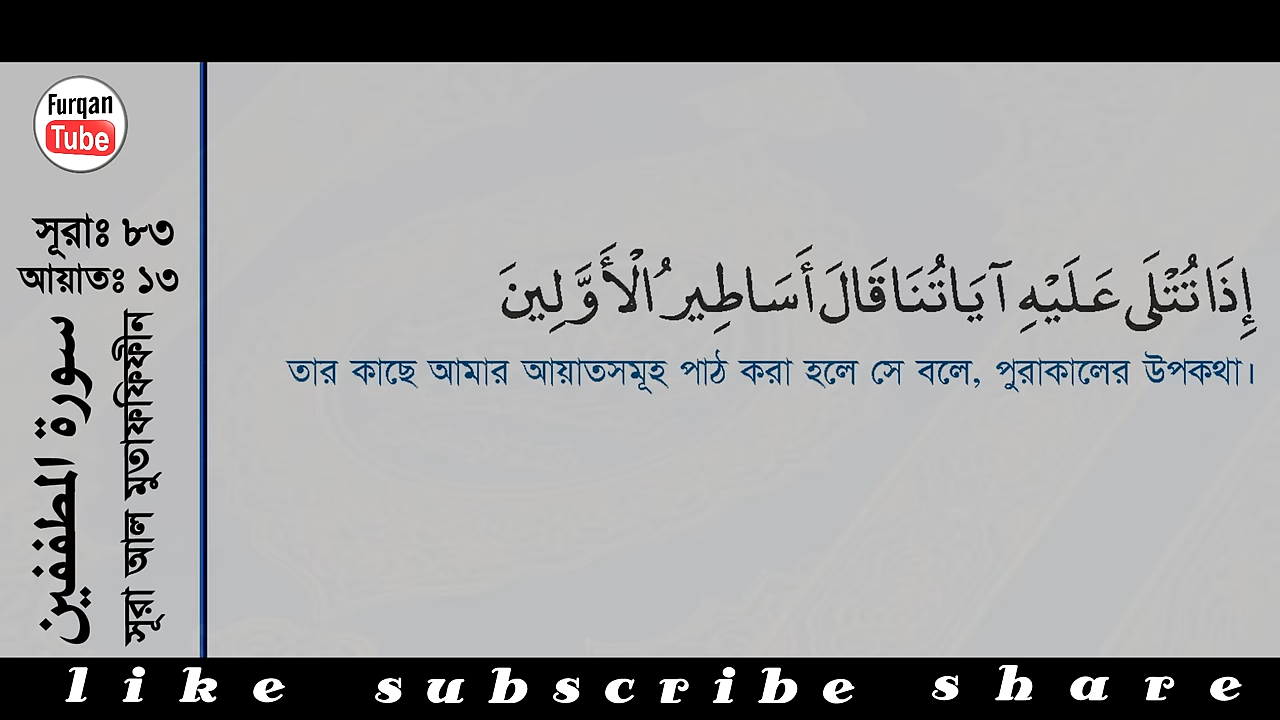 Furqan
Tube
সূরাঃ ৮৩
আয়াতঃ ১৩
سورة المطففين
সূরা আল মুতাফফিফীন
إِذَا تُتْلَى عَلَيْهِ آيَاتُنَا قَالَ أَسَاطِيرُ الْأَوَّلِينَ
তার কাছে আমার আয়াতসমূহ পাঠ করা হলে সে বলে, পুরাকালের উপকথা।
like subscribe share